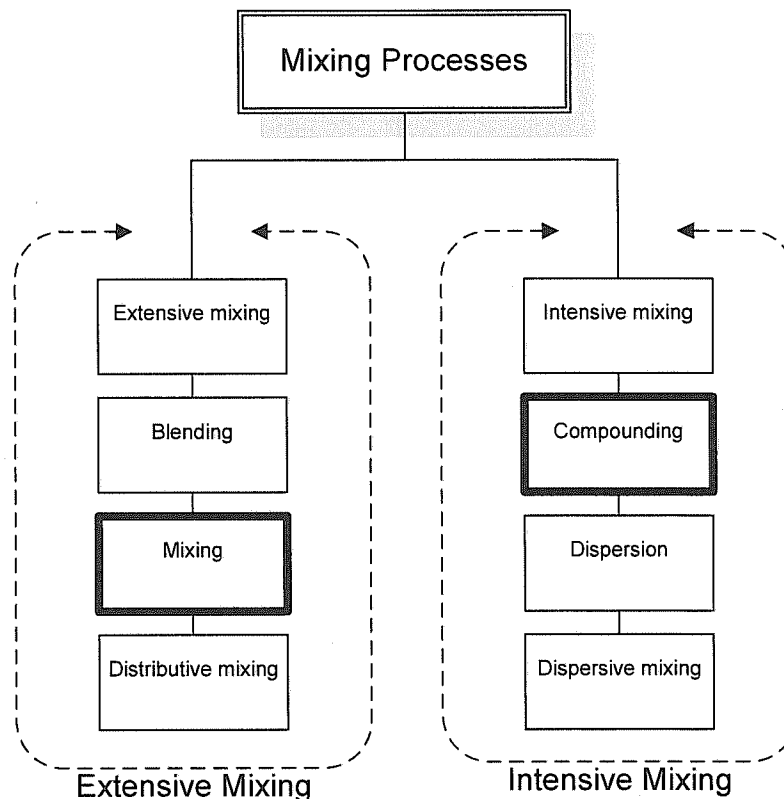 Mixing Processes
Extensive mixing
Blending
Mixing
Distributive mixing
Extensive Mixing
Intensive mixing
Compounding
Dispersion
Dispersive mixing
Intensive Mixing